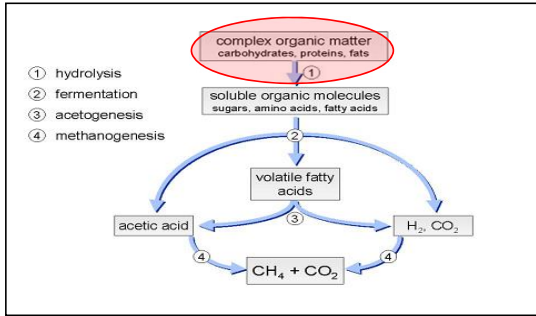 complex organic matter
carbohydrates, proteins, fats
① hydrolysis
② fermentation
③ acetogenesis
④ methanogenesis
①
soluble organic molecules
sugars, amino acids, fatty acids
②
volatile fatty
acids
acetic acid
③
H₂, CO₂
④
CH₄ + CO₂
④